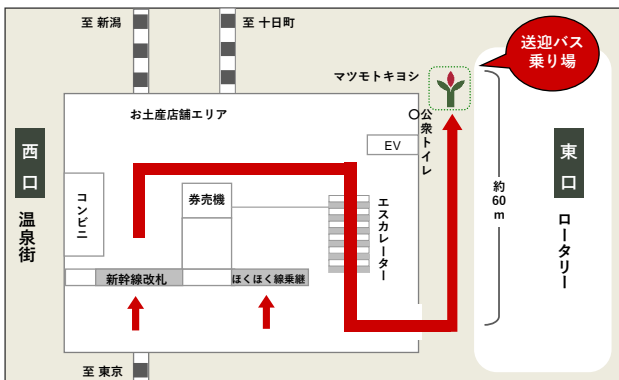 至 新潟
至 十日町
送迎バス
乗り場
マツモトキヨシ
お土産店舗エリア
公衆トイレ
EV
西口
温泉街
東口
ロータリー
約60m
コンビニ
券売機
エスカレーター
新幹線改札
ほくほく線乗継
至 東京